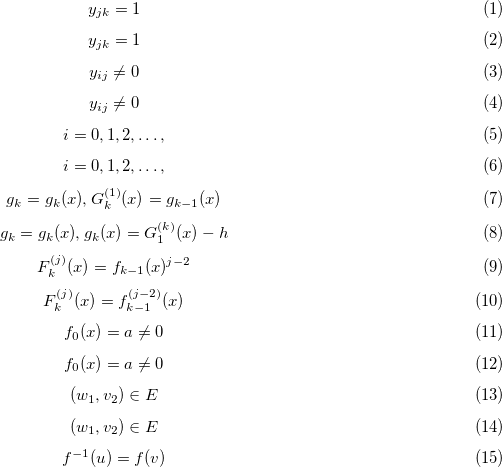 y_{jk} = 1 (1)
y_{jk} = 1 (2)
y_{ij} ≠ 0 (3)
y_{ij} ≠ 0 (4)
i = 0, 1, 2, . . . , (5)
i = 0, 1, 2, . . . , (6)
g_k = g_k(x), G_k^{(1)}(x) = g_{k−1}(x) (7)
g_k = g_k(x), g_k(x) = G_1^{(k)}(x) − h (8)
F_k^{(j)}(x) = f_{k−1}(x)^{j−2} (9)
F_k^{(j)}(x) = f_{k−1}^{(j−2)}(x) (10)
f_0(x) = a ≠ 0 (11)
f_0(x) = a ≠ 0 (12)
(w_1, v_2) ∈ E (13)
(w_1, v_2) ∈ E (14)
f^{−1}(u) = f(v) (15)